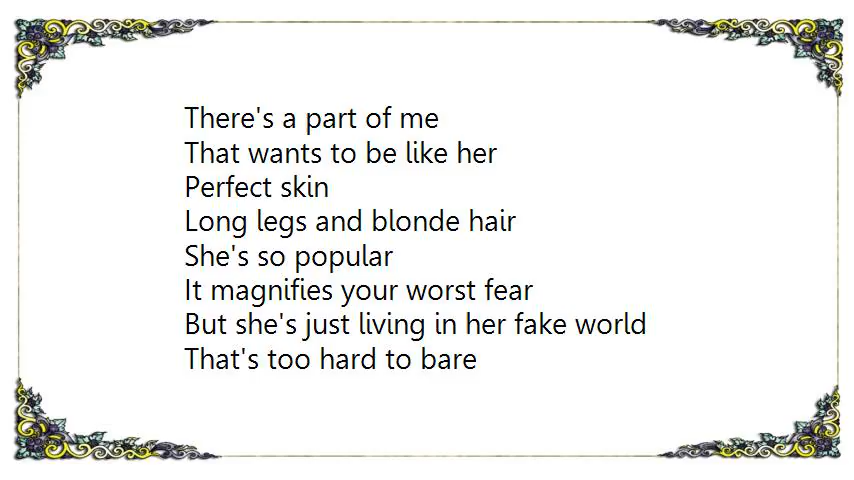 There's a part of me
That wants to be like her
Perfect skin
Long legs and blonde hair
She's so popular
It magnifies your worst fear
But she's just living in her fake world
That's too hard to bare